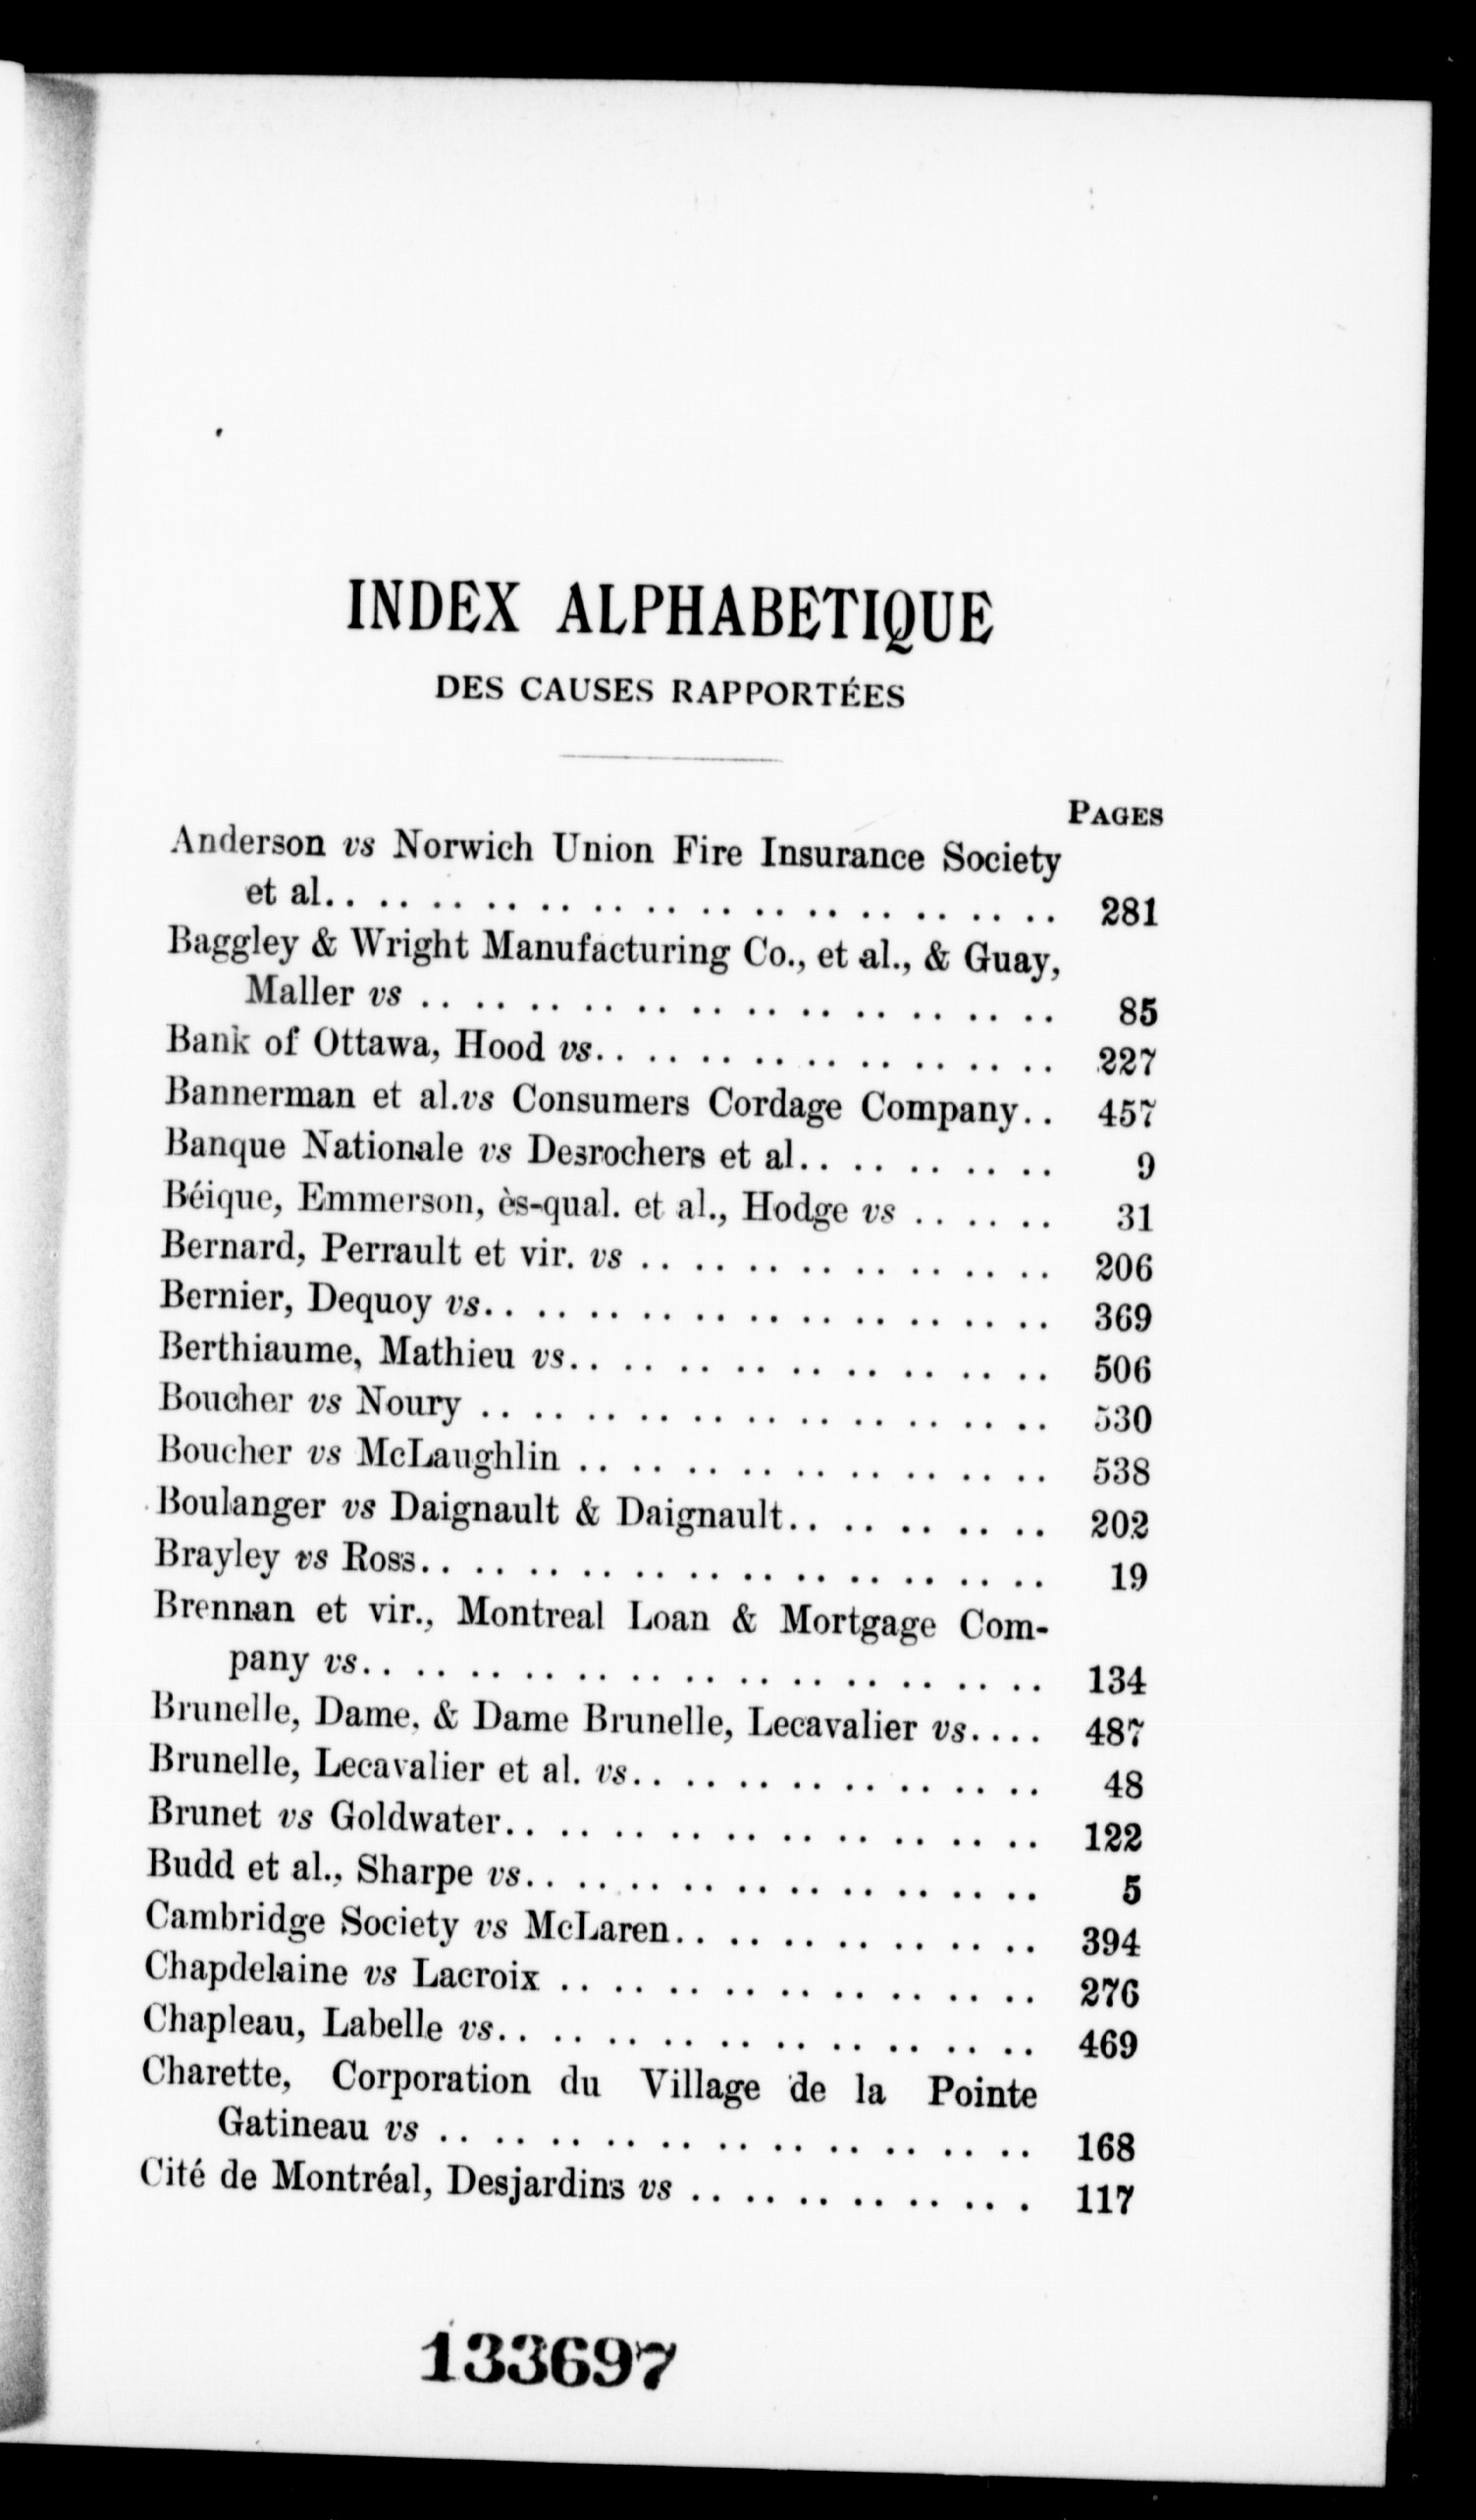 INDEX ALPHABETIQUE
DES CAUSES RAPPORTÉES
PAGES
Anderson vs Norwich Union Fire Insurance Society
et al. . . . . . . . . . . . . . . . . . . . . . . . . . . . 281
Baggley & Wright Manufacturing Co., et al., & Guay,
Maller vs . . . . . . . . . . . . . . . . . . . . . . . . 85
Bank of Ottawa, Hood vs. . . . . . . . . . . . . . . . . . 227
Bannerman et al.vs Consumers Cordage Company. . 457
Banque Nationale vs Desrochers et al. . . . . . . . . . 9
Béique, Emmerson, ès-qual. et al., Hodge vs . . . . . . 31
Bernard, Perrault et vir. vs . . . . . . . . . . . . . . . . 206
Bernier, Dequoy vs. . . . . . . . . . . . . . . . . . . . . . 369
Berthiaume, Mathieu vs. . . . . . . . . . . . . . . . . . 506
Boucher vs Noury . . . . . . . . . . . . . . . . . . . . . . 530
Boucher vs McLaughlin . . . . . . . . . . . . . . . . . . 538
Boulanger vs Daignault & Daignault. . . . . . . . . . 202
Brayley vs Ross. . . . . . . . . . . . . . . . . . . . . . . . 19
Brennan et vir., Montreal Loan & Mortgage Com-
pany vs. . . . . . . . . . . . . . . . . . . . . . . . . . 134
Brunelle, Dame, & Dame Brunelle, Lecavalier vs. . . . 487
Brunelle, Lecavalier et al. vs. . . . . . . . . . . . . . . . 48
Brunet vs Goldwater. . . . . . . . . . . . . . . . . . . . 122
Budd et al., Sharpe vs. . . . . . . . . . . . . . . . . . . . 5
Cambridge Society vs McLaren. . . . . . . . . . . . . . 394
Chapdelaine vs Lacroix . . . . . . . . . . . . . . . . . . 276
Chapleau, Labelle vs. . . . . . . . . . . . . . . . . . . . 469
Charette, Corporation du Village de la Pointe
Gatineau vs . . . . . . . . . . . . . . . . . . . . . . 168
Cité de Montréal, Desjardins vs . . . . . . . . . . . . . 117
133697